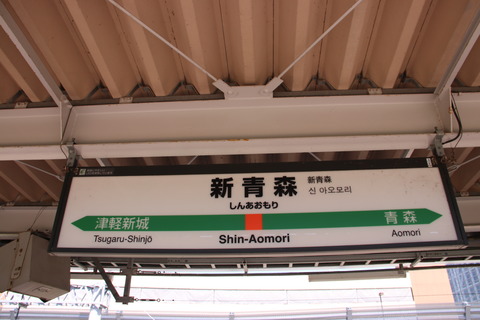 新青森
新青森
신 아오모리
しんあおもり
津軽新城
青森
Tsugaru-Shinjō
Shin-Aomori
Aomori